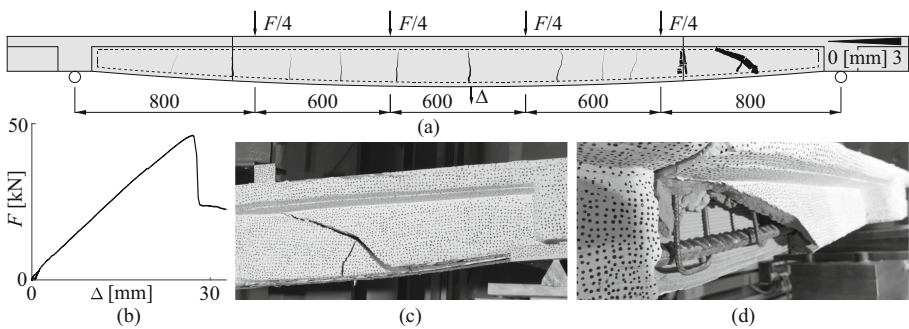 F/4 F/4 F/4 F/4
0 [mm] 3
Δ
800 600 600 600 800
(a)
50
F [kN]
0
0 Δ [mm] 30
(b) (c) (d)